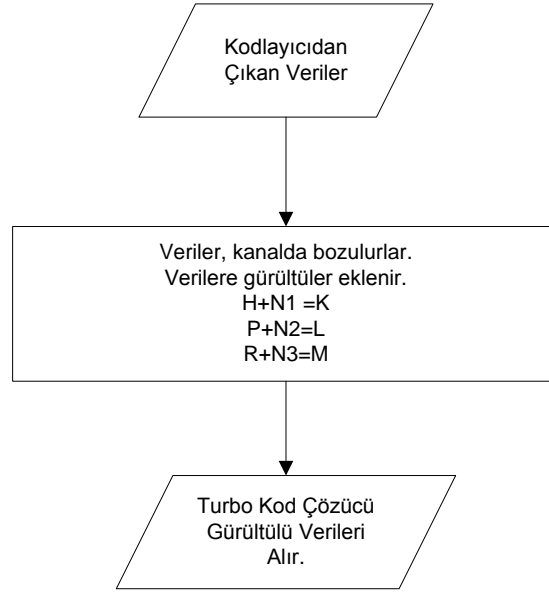 Kodlayıcıdan
Çıkan Veriler
Veriler, kanalda bozulurlar.
Verilere gürültüler eklenir.
H+N1 =K
P+N2=L
R+N3=M
Turbo Kod Çözücü
Gürültülü Verileri
Alır.